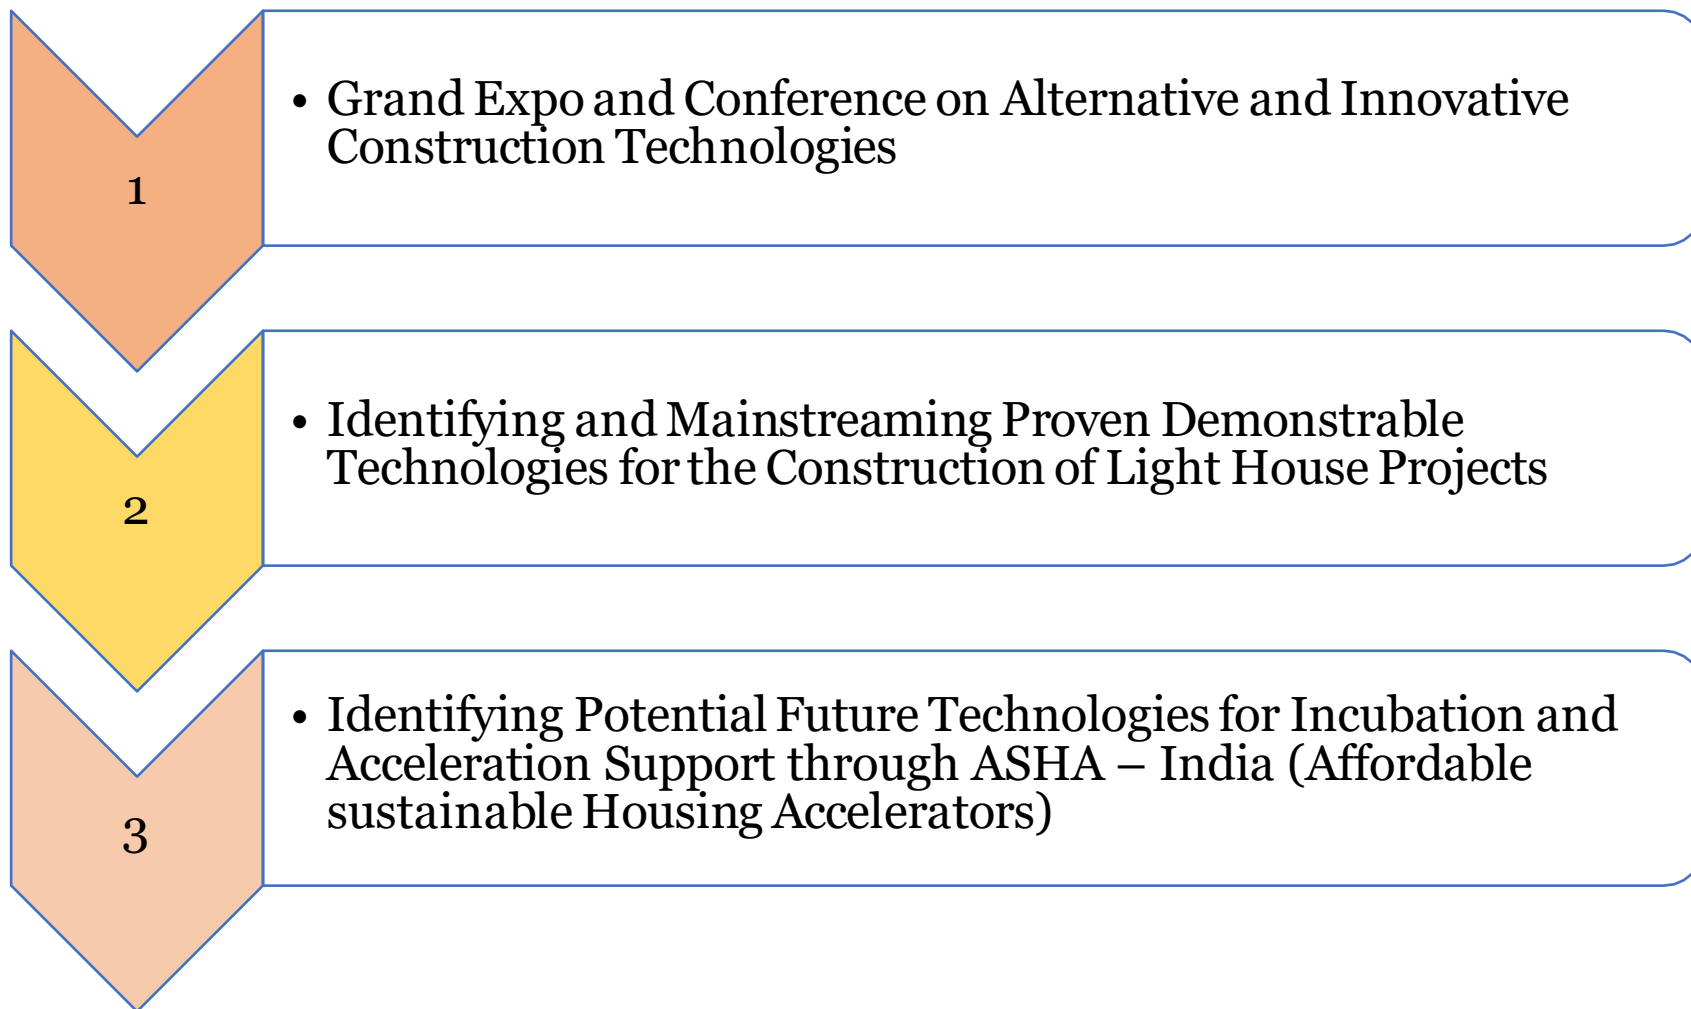 1
• Grand Expo and Conference on Alternative and Innovative
Construction Technologies
2
• Identifying and Mainstreaming Proven Demonstrable
Technologies for the Construction of Light House Projects
3
• Identifying Potential Future Technologies for Incubation and
Acceleration Support through ASHA – India (Affordable
sustainable Housing Accelerators)